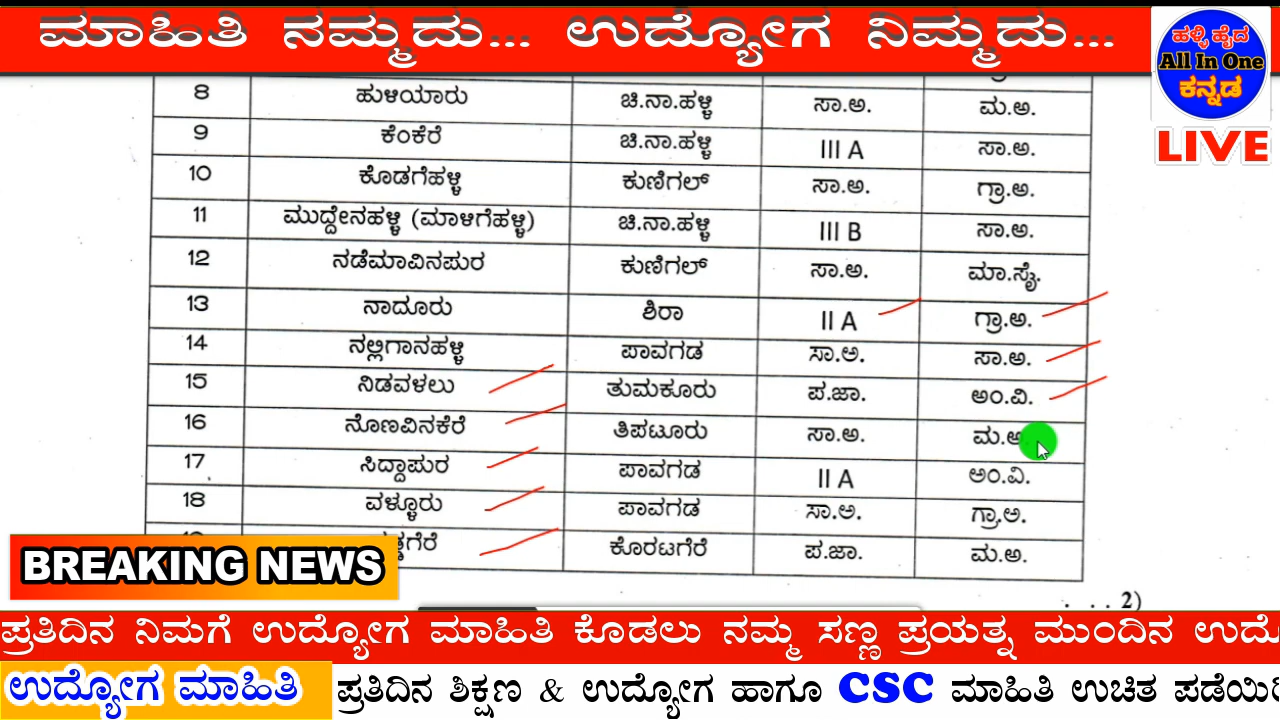 ಮಾಹಿತಿ ನಮ್ಮದು... ಉದ್ಯೋಗ ನಿಮ್ಮದು...
ಹಳ್ಳಿ ಹೈದ
All In One
ಕನ್ನಡ
LIVE
8 ಹುಳಿಯಾರು ಚಿ.ನಾ.ಹಳ್ಳಿ ಸಾ.ಅ. ಮ.ಅ.
9 ಕೆಂಕೆರೆ ಚಿ.ನಾ.ಹಳ್ಳಿ III A ಸಾ.ಅ.
10 ಕೊಡಗೆಹಳ್ಳಿ ಕುಣಿಗಲ್ ಸಾ.ಅ. ಗ್ರಾ.ಅ.
11 ಮುದ್ದೇನಹಳ್ಳಿ (ಮಾಳಿಗೆಹಳ್ಳಿ) ಚಿ.ನಾ.ಹಳ್ಳಿ III B ಸಾ.ಅ.
12 ನಡೆಮಾವಿನಪುರ ಕುಣಿಗಲ್ ಸಾ.ಅ. ಮಾ.ಸೈ.
13 ನಾದೂರು ಶಿರಾ II A ಗ್ರಾ.ಅ.
14 ನಲ್ಲಿಗಾನಹಳ್ಳಿ ಪಾವಗಡ ಸಾ.ಅ. ಸಾ.ಅ.
15 ನಿಡವಳಲು ತುಮಕೂರು ಪ.ಜಾ. ಅಂ.ವಿ.
16 ನೊಣವಿನಕೆರೆ ತಿಪಟೂರು ಸಾ.ಅ. ಮ.ಅ.
17 ಸಿದ್ದಾಪುರ ಪಾವಗಡ II A ಅಂ.ವಿ.
18 ವಳ್ಳೂರು ಪಾವಗಡ ಸಾ.ಅ. ಗ್ರಾ.ಅ.
ಕೊರಟಗೆರೆ ಪ.ಜಾ. ಮ.ಅ.
BREAKING NEWS
. . . 2)
ಪ್ರತಿದಿನ ನಿಮಗೆ ಉದ್ಯೋಗ ಮಾಹಿತಿ ಕೊಡಲು ನಮ್ಮ ಸಣ್ಣ ಪ್ರಯತ್ನ ಮುಂದಿನ
ಉದ್ಯೋಗ ಮಾಹಿತಿ
ಪ್ರತಿದಿನ ಶಿಕ್ಷಣ & ಉದ್ಯೋಗ ಹಾಗೂ CSC ಮಾಹಿತಿ ಉಚಿತ